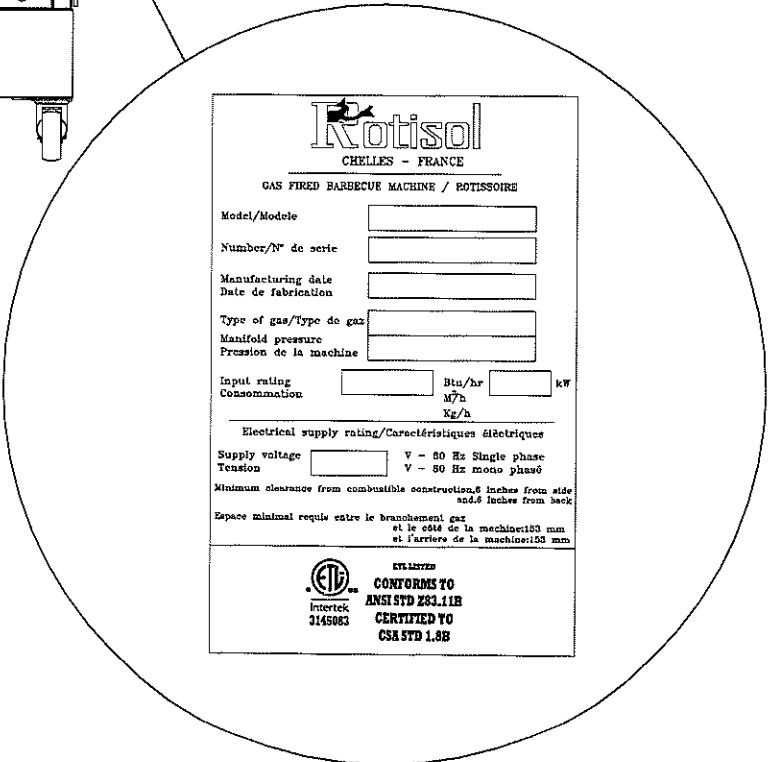 Rotisol
CHELLES - FRANCE
GAS FIRED BARBECUE MACHINE / ROTISSOIRE
Model/Modele
Number/N° de serie
Manufacturing date
Date de fabrication
Type of gas/Type de gaz
Manifold pressure
Pression de la machine
Input rating Btu/hr kW
Consommation M³/h
Kg/h
Electrical supply rating/Caractéristiques éléctriques
Supply voltage V - 60 Hz Single phase
Tension V - 60 Hz mono phasé
Minimum clearance from combustible construction,6 inches from side
and,6 inches from back
Espace minimal requis entre le branchement gaz
et le côté de la machine:153 mm
et l'arriere de la machine:153 mm
ETL LISTED
ETL CONFORMS TO
c us ANSI STD Z83.11B
Intertek CERTIFIED TO
3145083 CSA STD 1.8B